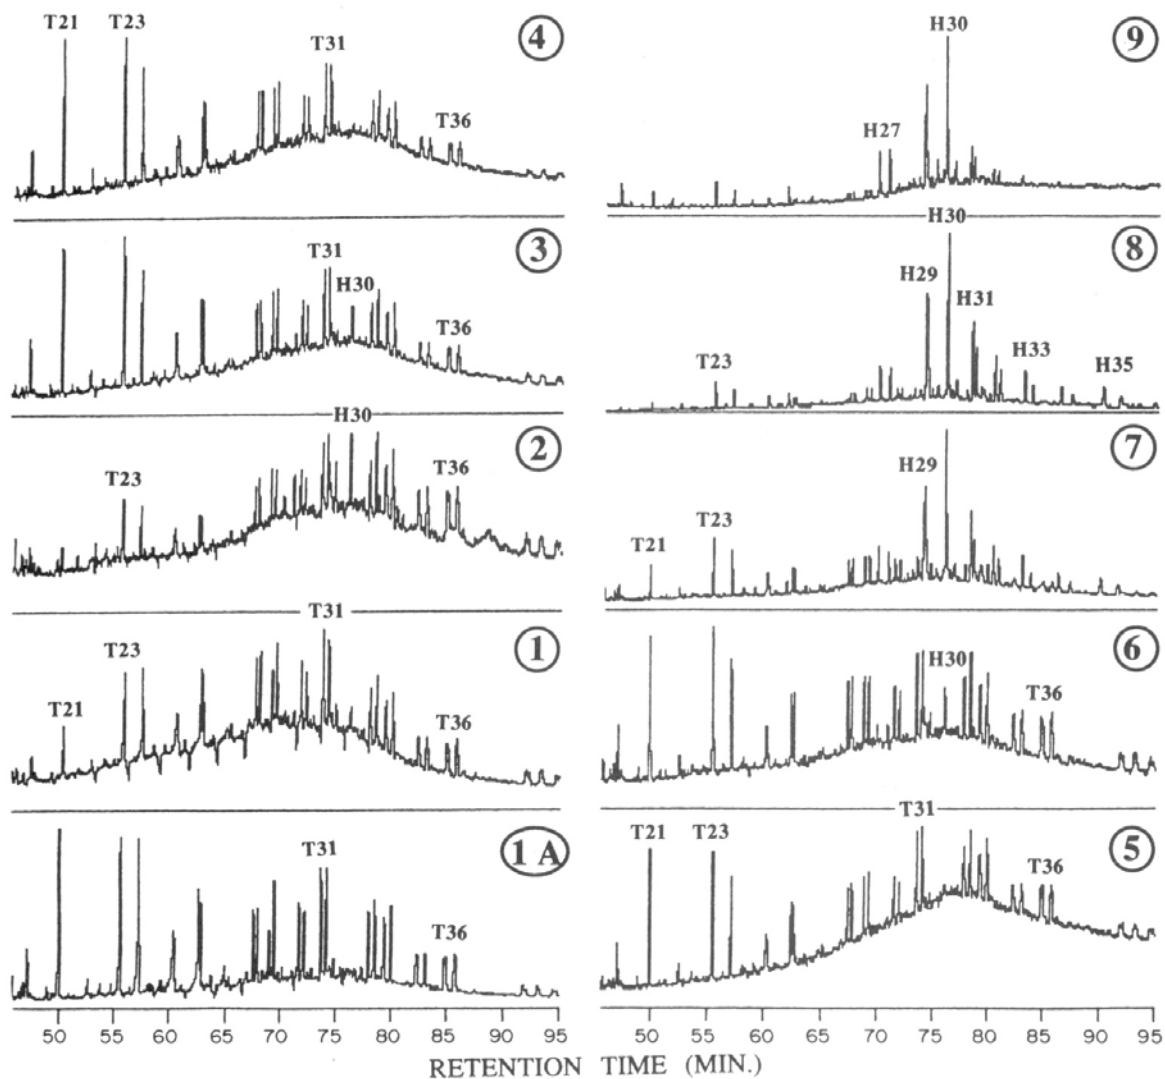 T21 T23 T31 T36 4
T31 H30 T36 3
H30 T23 T36 2
T31 T23 T21 T36 1
T31 T36 1 A
50 55 60 65 70 75 80 85 90 95
H30 H27 9
H30 H29 H31 T23 H33 H35 8
H29 T23 T21 7
H30 T36 6
T31 T21 T23 T36 5
50 55 60 65 70 75 80 85 90 95
RETENTION TIME (MIN.)